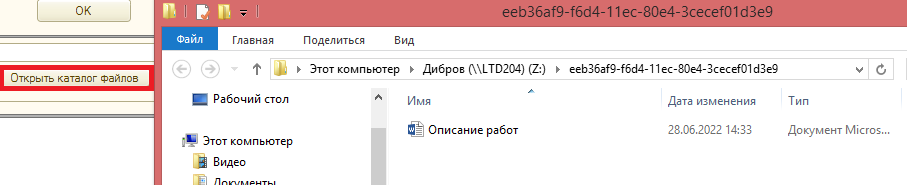 OK
Открыть каталог файлов
eeb36af9-f6d4-11ec-80e4-3cecef01d3e9
Файл Главная Поделиться Вид
Этот компьютер Дибров (\\LTD204) (Z:) eeb36af9-f6d4-11ec-80e4-3cecef01d3e9
Рабочий стол
Этот компьютер
Видео
Документы
Имя Дата изменения Тип
Описание работ 28.06.2022 14:33 Документ Micros...